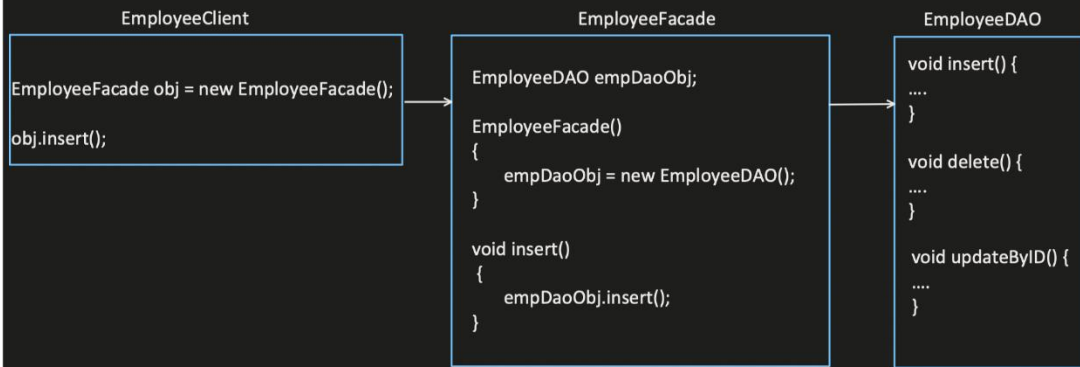 EmployeeClient
EmployeeFacade obj = new EmployeeFacade();
obj.insert();
EmployeeFacade
EmployeeDAO empDaoObj;
EmployeeFacade()
{
empDaoObj = new EmployeeDAO();
}
void insert()
{
empDaoObj.insert();
}
EmployeeDAO
void insert() {
....
}
void delete() {
....
}
void updateByID() {
....
}